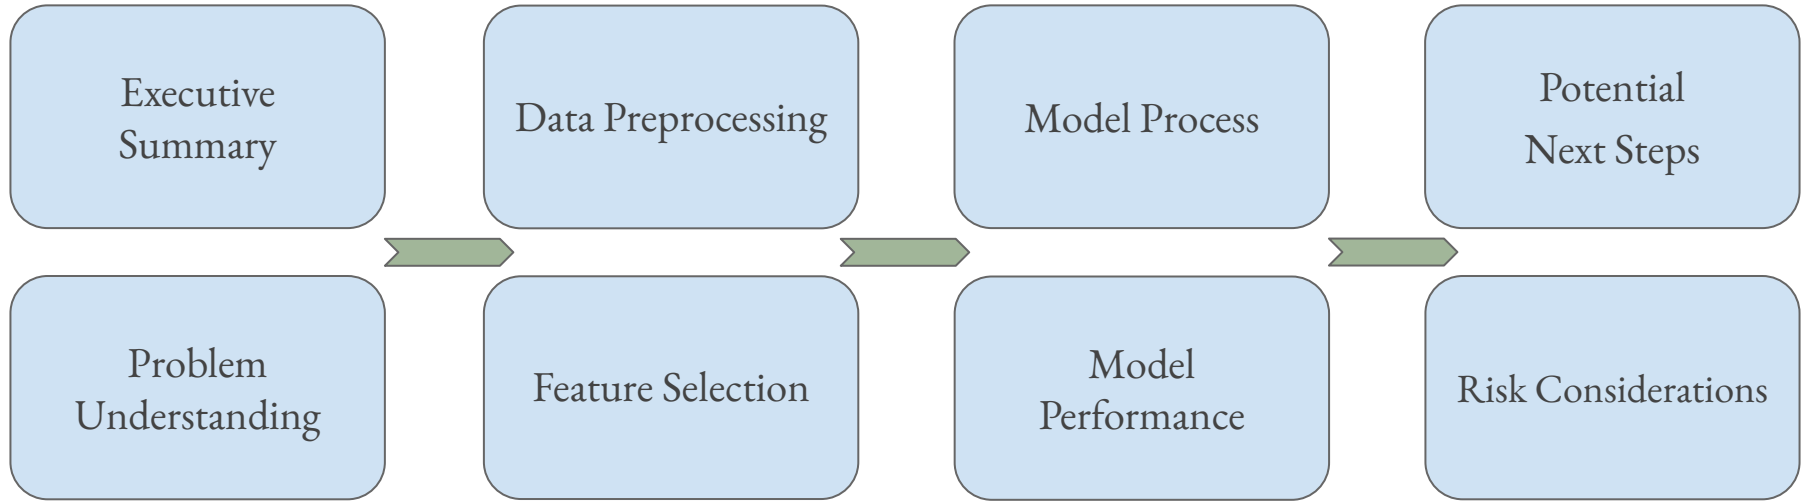 Executive
Summary
Problem
Understanding
Data Preprocessing
Feature Selection
Model Process
Model
Performance
Potential
Next Steps
Risk Considerations